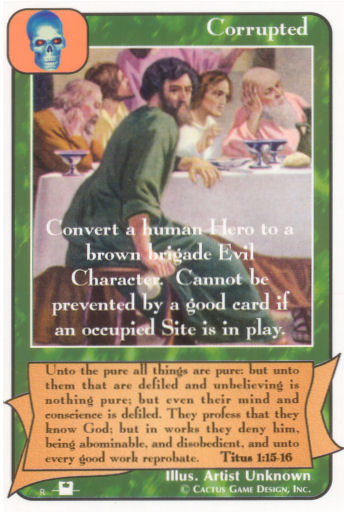 Corrupted
Convert a human Hero to a
brown brigade Evil
Character. Cannot be
prevented by a good card if
an occupied Site is in play.
Unto the pure all things are pure: but unto
them that are defiled and unbelieving is
nothing pure; but even their mind and
conscience is defiled. They profess that they
know God; but in works they deny him,
being abominable, and disobedient, and unto
every good work reprobate. Titus 1:15-16
Illus. Artist Unknown
R © Cactus Game Design, Inc.